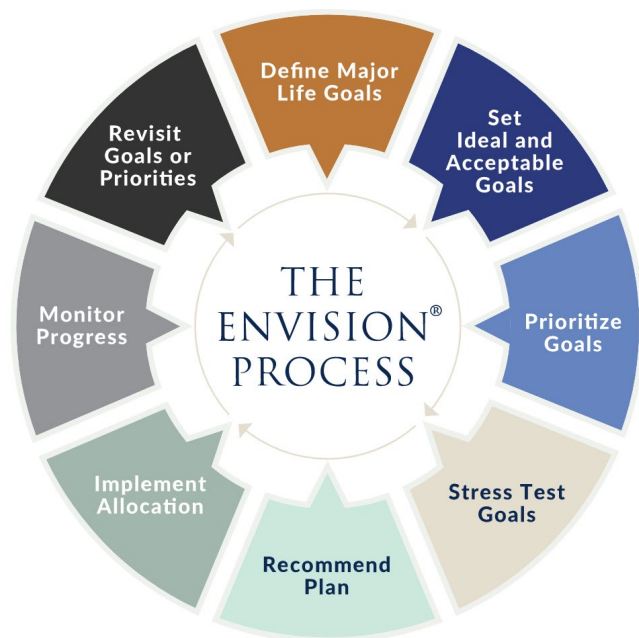 Define Major
Life Goals
Set
Ideal and
Acceptable
Goals
Prioritize
Goals
Stress Test
Goals
Recommend
Plan
Implement
Allocation
Monitor
Progress
Revisit
Goals or
Priorities
THE
ENVISION®
PROCESS